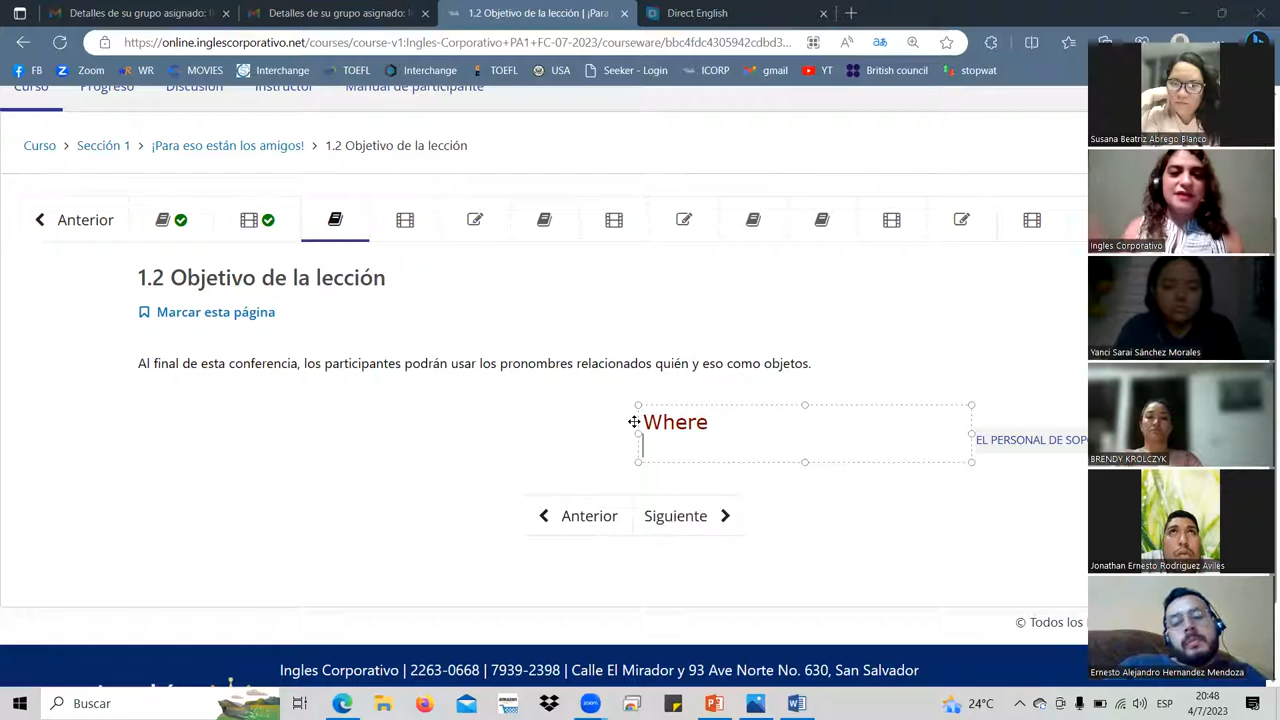 Detalles de su grupo asignado: I
Detalles de su grupo asignado: I
1.2 Objetivo de la lección | ¡Para
Direct English
https://online.inglescorporativo.net/courses/course-v1:Ingles-Corporativo+PA1+FC-07-2023/courseware/bbc4fdc4305942cdbd3...
FB
Zoom
WR
MOVIES
Interchange
TOEFL
Interchange
TOEFL
USA
Seeker - Login
ICORP
gmail
YT
British council
stopwat
Curso
Progreso
Discusión
Instructor
Manual de participante
Curso > Sección 1 > ¡Para eso están los amigos! > 1.2 Objetivo de la lección
Anterior
1.2 Objetivo de la lección
Marcar esta página
Al final de esta conferencia, los participantes podrán usar los pronombres relacionados quién y eso como objetos.
Where
EL PERSONAL DE SOP
Anterior
Siguiente
© Todos los
Ingles Corporativo | 2263-0668 | 7939-2398 | Calle El Mirador y 93 Ave Norte No. 630, San Salvador
Susana Beatriz Abrego Blanco
Ingles Corporativo
Yanci Sarai Sánchez Morales
BRENDY KROLCZYK
Jonathan Ernesto Rodriguez Aviles
Ernesto Alejandro Hernandez Mendoza
Buscar
24°C
ESP
20:48
4/7/2023